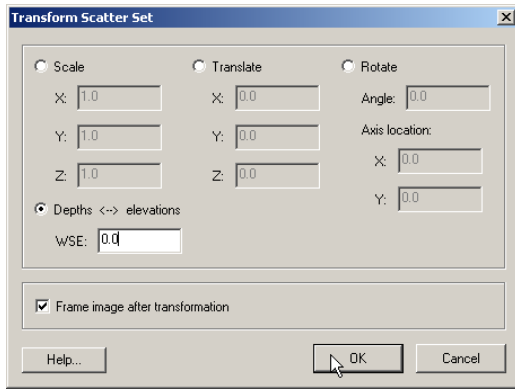 Transform Scatter Set
Scale Translate Rotate
X: 1.0 X: 0.0 Angle: 0.0
Y: 1.0 Y: 0.0 Axis location:
Z: 1.0 Z: 0.0 X: 0.0
Y: 0.0
Depths <--> elevations
WSE: 0.0
Frame image after transformation
Help... OK Cancel